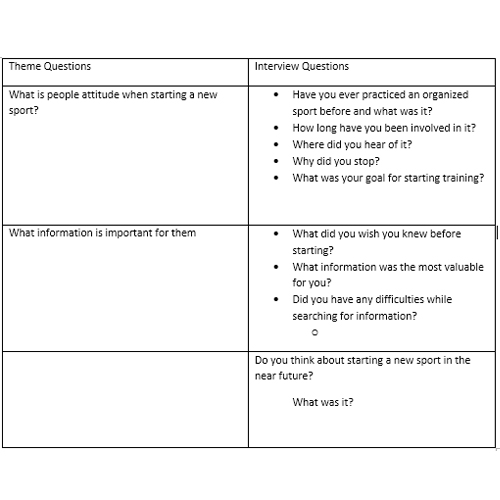 Theme Questions
Interview Questions
What is people attitude when starting a new
sport?
• Have you ever practiced an organized
sport before and what was it?
• How long have you been involved in it?
• Where did you hear of it?
• Why did you stop?
• What was your goal for starting training?
What information is important for them
• What did you wish you knew before
starting?
• What information was the most valuable
for you?
• Did you have any difficulties while
searching for information?
Do you think about starting a new sport in the
near future?
What was it?